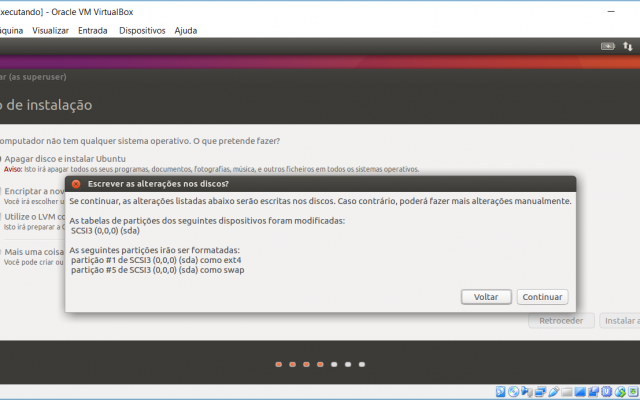 xecutando] - Oracle VM VirtualBox
áquina Visualizar Entrada Dispositivos Ajuda
ar (as superuser)
o de instalação
omputador não tem qualquer sistema operativo. O que pretende fazer?
Apagar disco e instalar Ubuntu
Aviso: Isto irá apagar todos os seus programas, documentos, fotografias, música, e outros ficheiros em todos os sistemas operativos.
Encriptar a nov
Você irá escolher u
Utilize o LVM co
Isto irá preparar a C
Mais uma coisa
Você pode criar ou
Escrever as alterações nos discos?
Se continuar, as alterações listadas abaixo serão escritas nos discos. Caso contrário, poderá fazer mais alterações manualmente.
As tabelas de partições dos seguintes dispositivos foram modificadas:
SCSI3 (0,0,0) (sda)
As seguintes partições irão ser formatadas:
partição #1 de SCSI3 (0,0,0) (sda) como ext4
partição #5 de SCSI3 (0,0,0) (sda) como swap
Voltar Continuar
Retroceder Instalar a